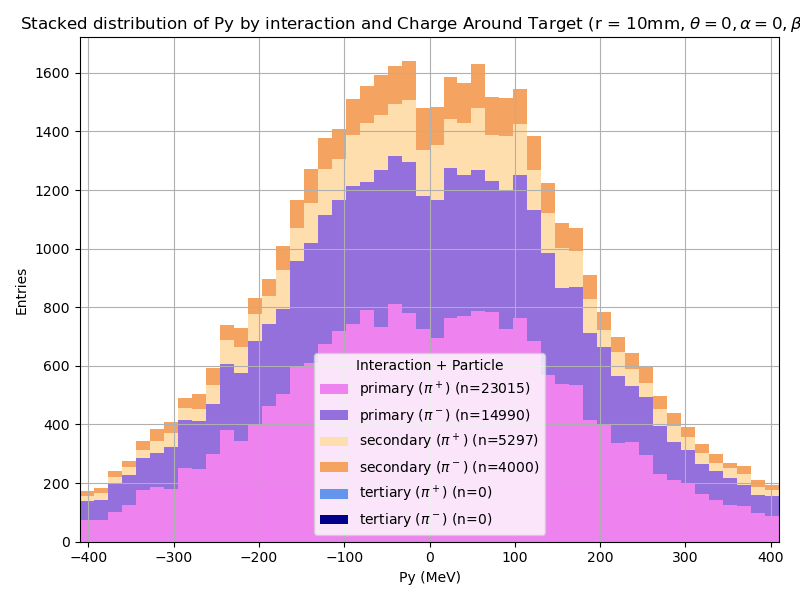 Stacked distribution of Py by interaction and Charge Around Target (r = 10mm, θ = 0, α = 0, β
Entries
1600
1400
1200
1000
800
600
400
200
0
Interaction + Particle
primary (π⁺) (n=23015)
primary (π⁻) (n=14990)
secondary (π⁺) (n=5297)
secondary (π⁻) (n=4000)
tertiary (π⁺) (n=0)
tertiary (π⁻) (n=0)
−400 −300 −200 −100 0 100 200 300 400
Py (MeV)